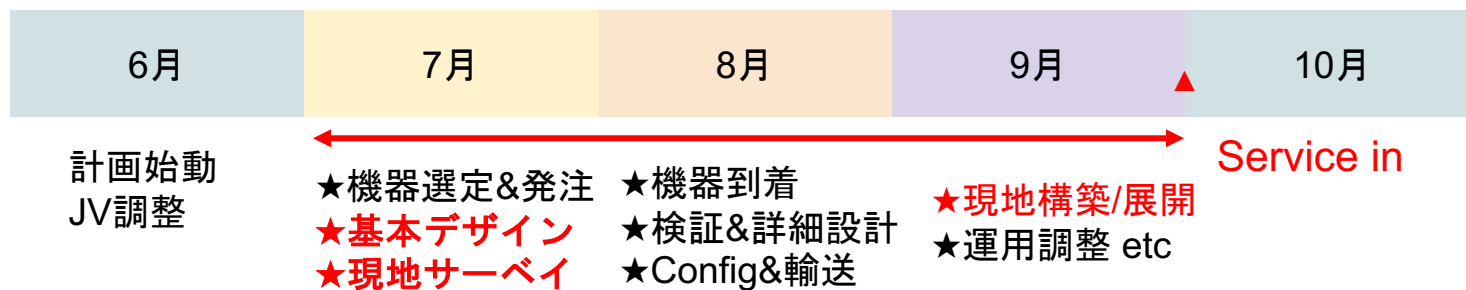 6月
7月
8月
9月
10月
計画始動
JV調整
★機器選定&発注
★基本デザイン
★現地サーベイ
★機器到着
★検証&詳細設計
★Config&輸送
★現地構築/展開
★運用調整 etc
Service in